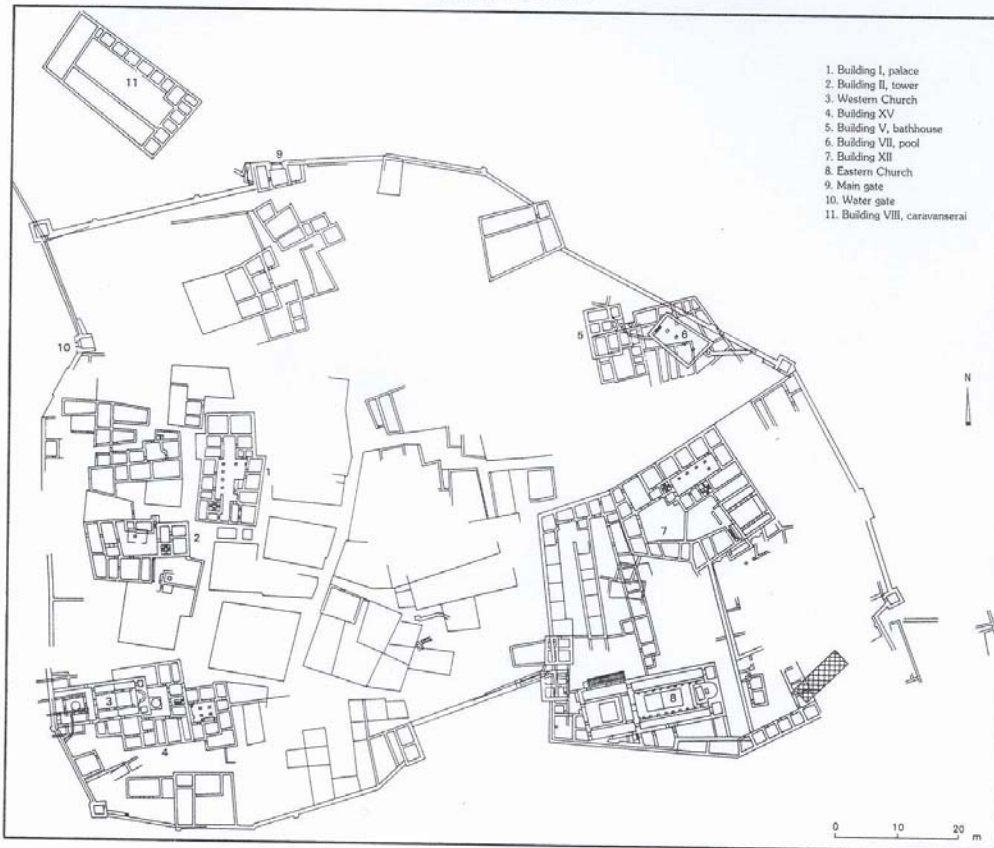 1. Building I, palace
2. Building II, tower
3. Western Church
4. Building XV
5. Building V, bathhouse
6. Building VII, pool
7. Building XII
8. Eastern Church
9. Main gate
10. Water gate
11. Building VIII, caravanserai
11
9
10
5
6
N
1
2
7
3
8
4
0 10 20
m